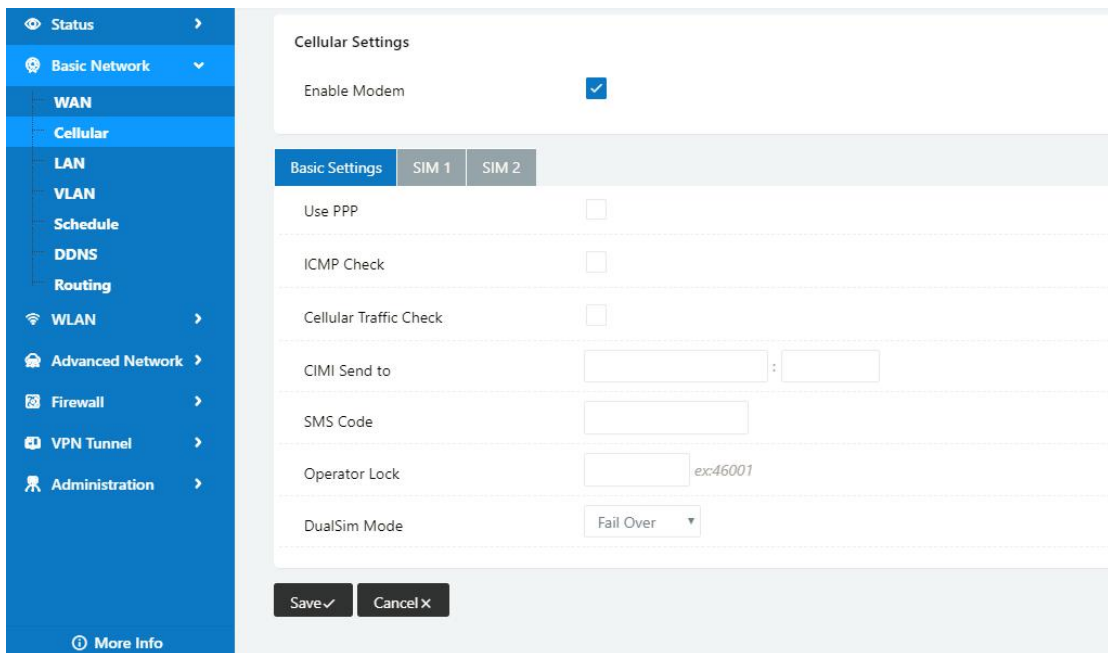 Status
Basic Network
WAN
Cellular
LAN
VLAN
Schedule
DDNS
Routing
WLAN
Advanced Network
Firewall
VPN Tunnel
Administration
More Info
Cellular Settings
Enable Modem
Basic Settings SIM 1 SIM 2
Use PPP
ICMP Check
Cellular Traffic Check
CIMI Send to :
SMS Code
Operator Lock ex:46001
DualSim Mode Fail Over
Save Cancel